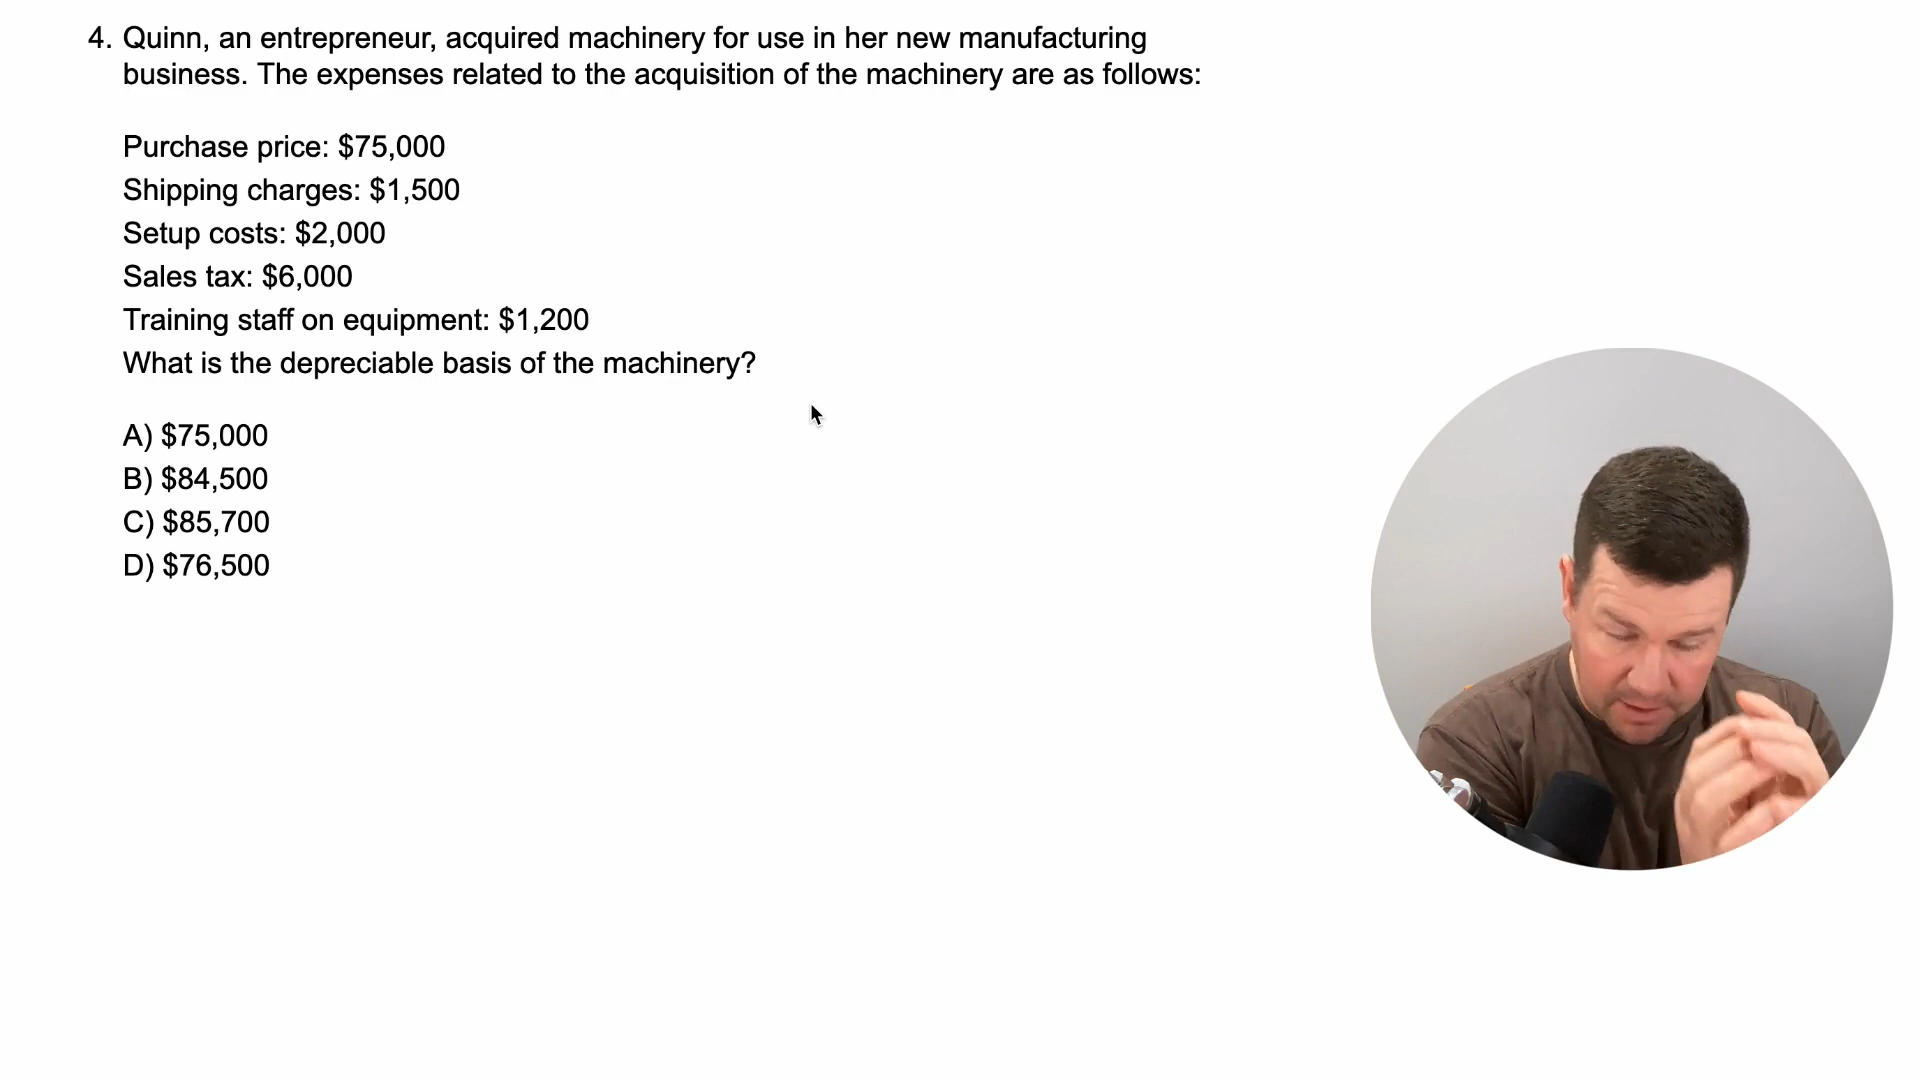 4. Quinn, an entrepreneur, acquired machinery for use in her new manufacturing
business. The expenses related to the acquisition of the machinery are as follows:
Purchase price: $75,000
Shipping charges: $1,500
Setup costs: $2,000
Sales tax: $6,000
Training staff on equipment: $1,200
What is the depreciable basis of the machinery?
A) $75,000
B) $84,500
C) $85,700
D) $76,500